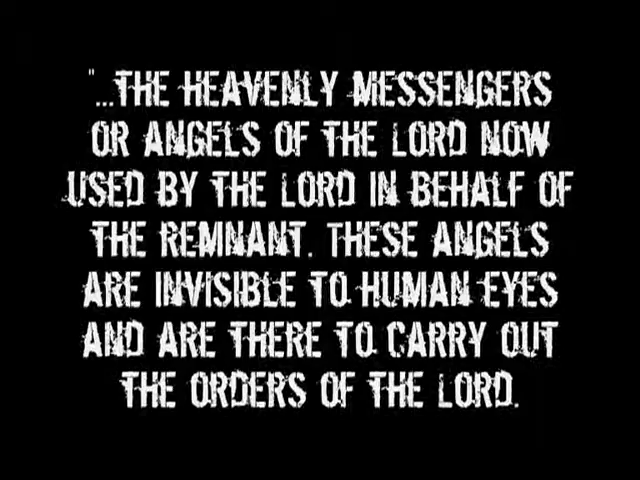 "...THE HEAVENLY MESSENGERS
OR ANGELS OF THE LORD NOW
USED BY THE LORD IN BEHALF OF
THE REMNANT. THESE ANGELS
ARE INVISIBLE TO HUMAN EYES
AND ARE THERE TO CARRY OUT
THE ORDERS OF THE LORD.